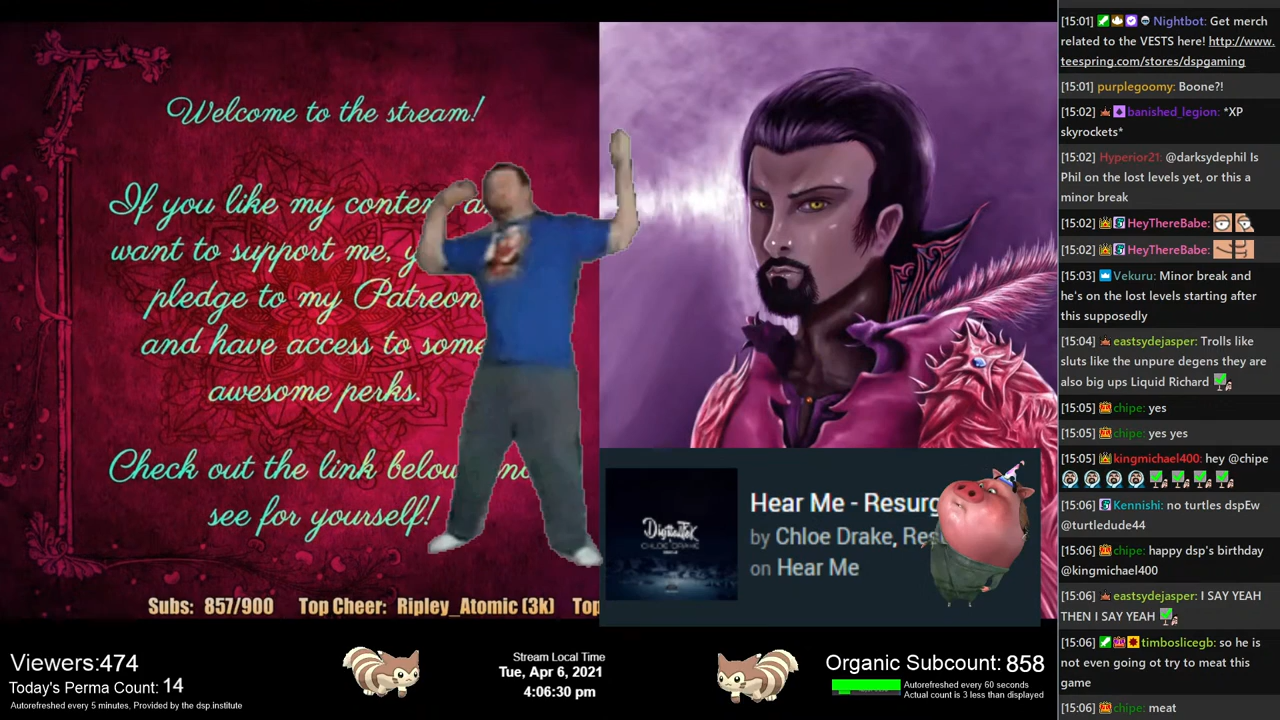 Welcome to the stream!
If you like my conten
want to support me, y
pledge to my Patreon
and have access to some
awesome perks.
Check out the link below
see for yourself!
Subs: 857/900 Top Cheer: Ripley_Atomic (3k) Top
DigitalTek
CHLOE DRAKE
Hear Me - Resurg
by Chloe Drake, Res
on Hear Me
Viewers:474
Today's Perma Count: 14
Autorefreshed every 5 minutes, Provided by the dsp.institute
Stream Local Time
Tue, Apr 6, 2021
4:06:30 pm
Organic Subcount: 858
Autorefreshed every 60 seconds
Actual count is 3 less than displayed
[15:01] Nightbot: Get merch
related to the VESTS here! http://www.
teespring.com/stores/dspgaming
[15:01] purplegoomy: Boone?!
[15:02] banished_legion: *XP
skyrockets*
[15:02] Hyperior21: @darksydephil Is
Phil on the lost levels yet, or this a
minor break
[15:02] HeyThereBabe:
[15:02] HeyThereBabe:
[15:03] Vekuru: Minor break and
he's on the lost levels starting after
this supposedly
[15:04] eastsydejasper: Trolls like
sluts like the unpure degens they are
also big ups Liquid Richard
[15:05] chipe: yes
[15:05] chipe: yes yes
[15:05] kingmichael400: hey @chipe
[15:06] Kennishi: no turtles dspEw
@turtledude44
[15:06] chipe: happy dsp's birthday
@kingmichael400
[15:06] eastsydejasper: I SAY YEAH
THEN I SAY YEAH
[15:06] timboslicegb: so he is
not even going ot try to meat this
game
[15:06] chipe: meat